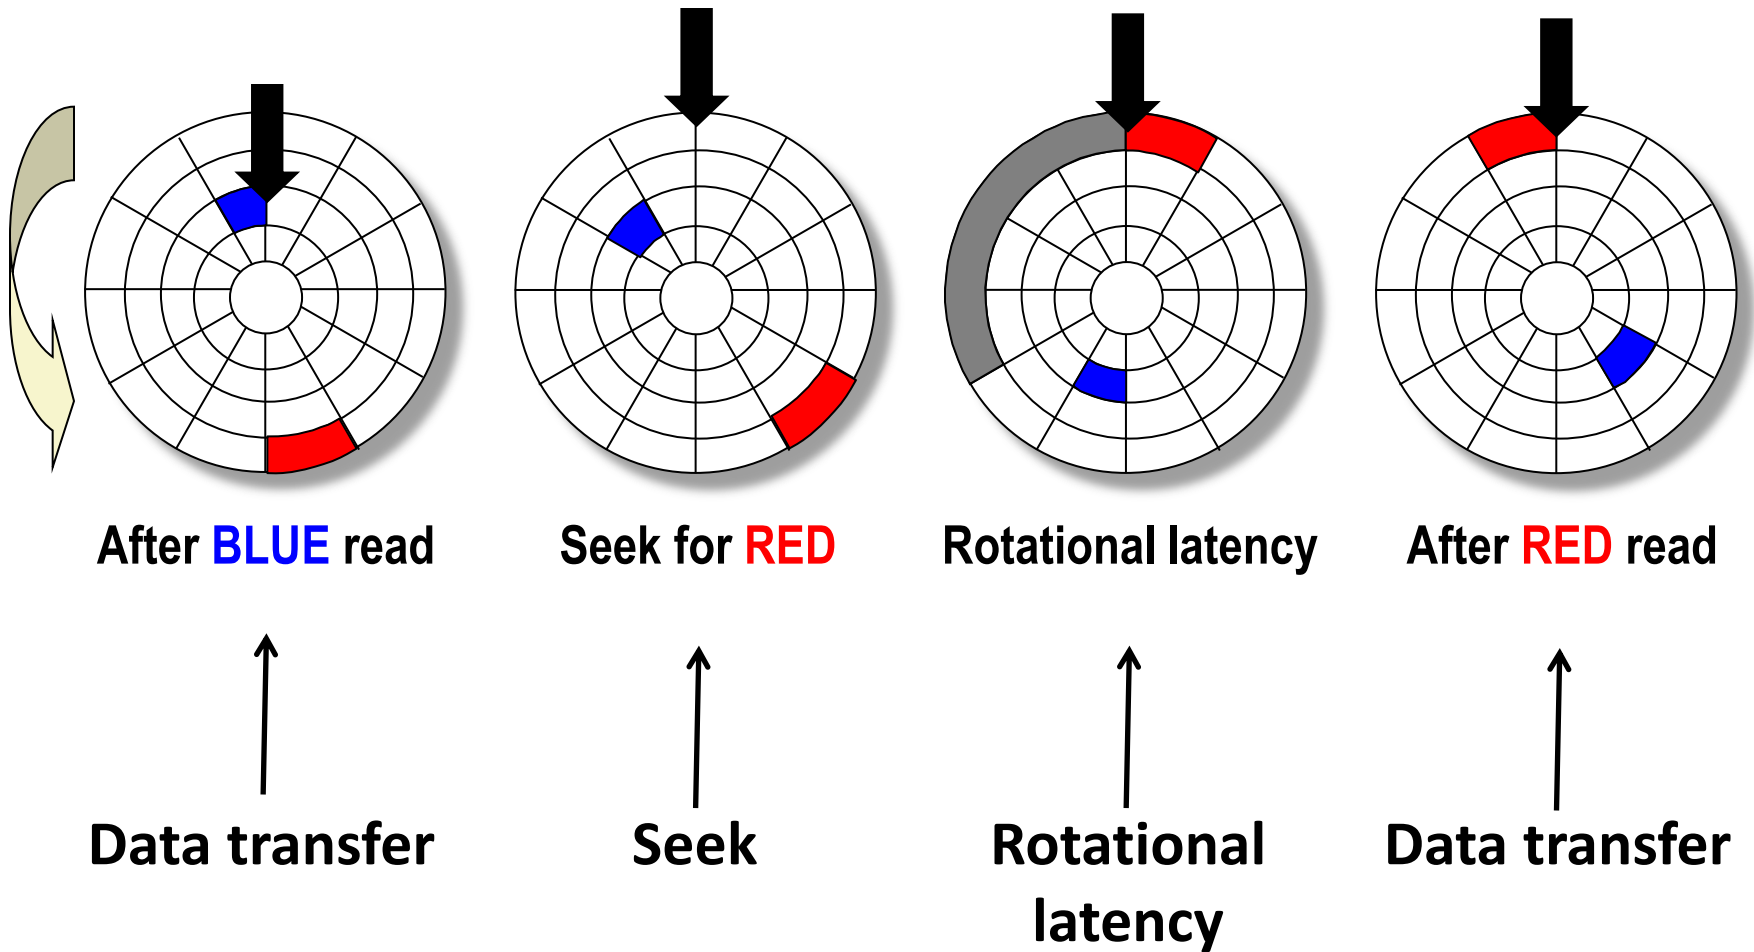 After BLUE read
Seek for RED
Rotational latency
After RED read
Data transfer
Seek
Rotational
latency
Data transfer